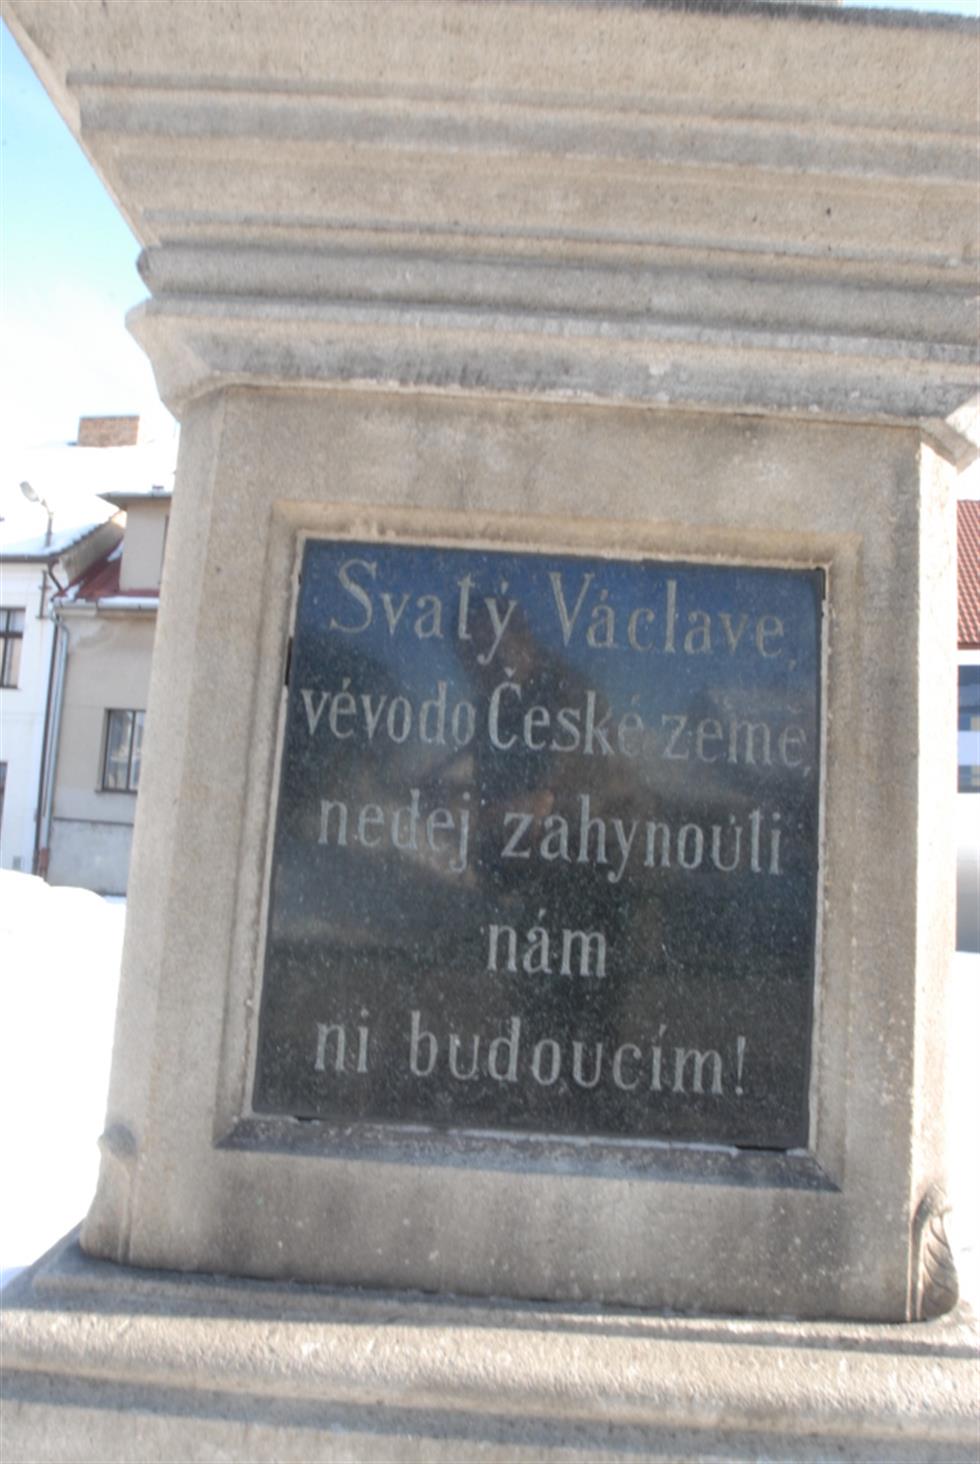 Svatý Václave,
vévodo České země,
nedej zahynouti
nám
ni budoucím!